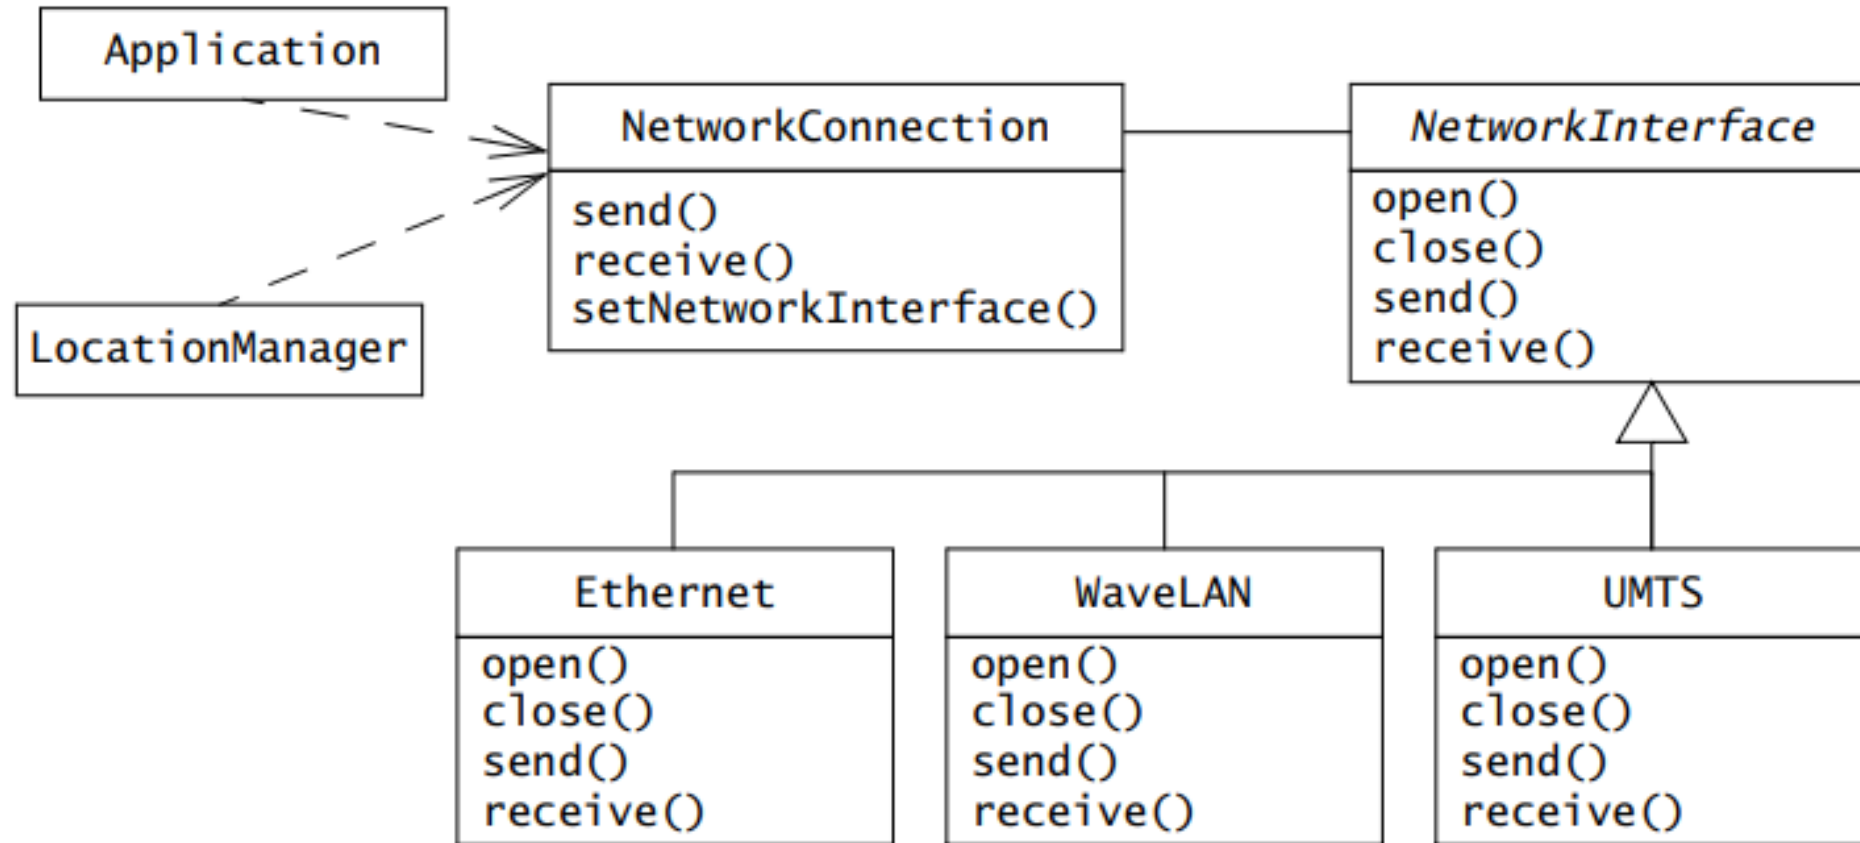 Application
LocationManager
NetworkConnection
send()
receive()
setNetworkInterface()
NetworkInterface
open()
close()
send()
receive()
Ethernet
open()
close()
send()
receive()
WaveLAN
open()
close()
send()
receive()
UMTS
open()
close()
send()
receive()